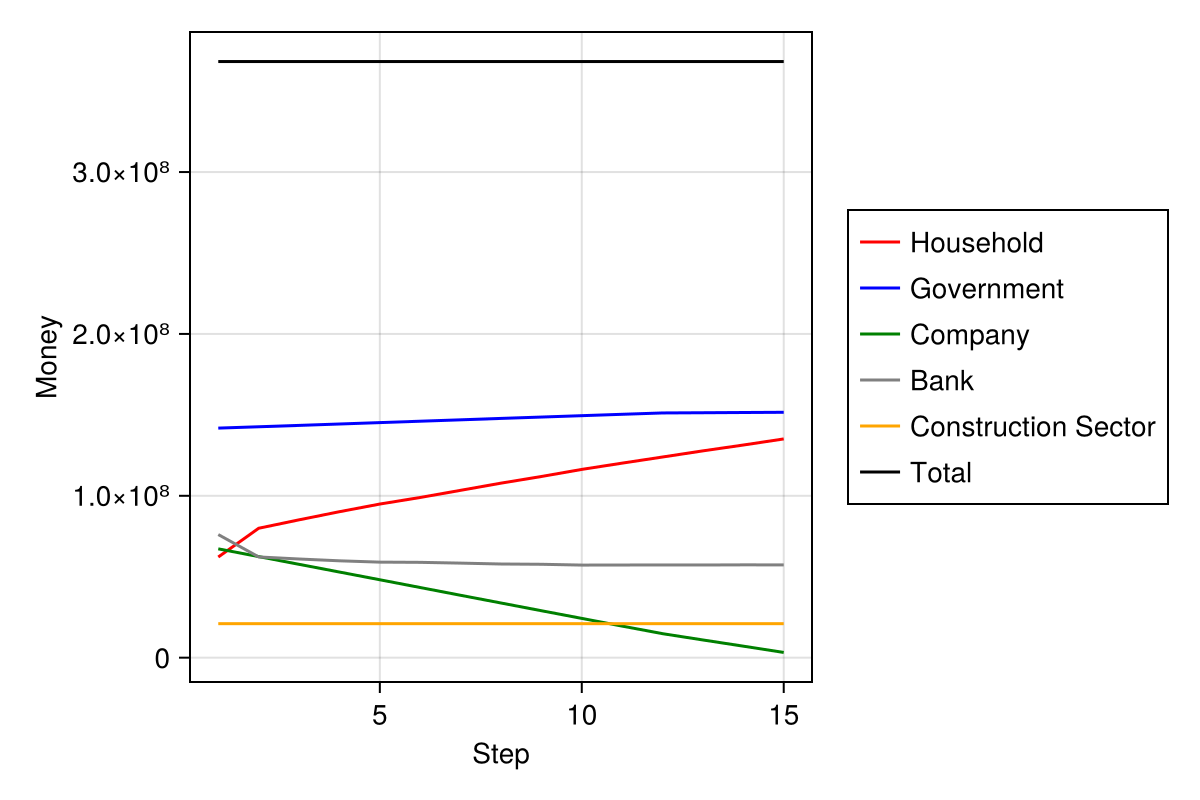 Money
3.0×10⁸
2.0×10⁸
1.0×10⁸
0
5 10 15
Step
Household
Government
Company
Bank
Construction Sector
Total